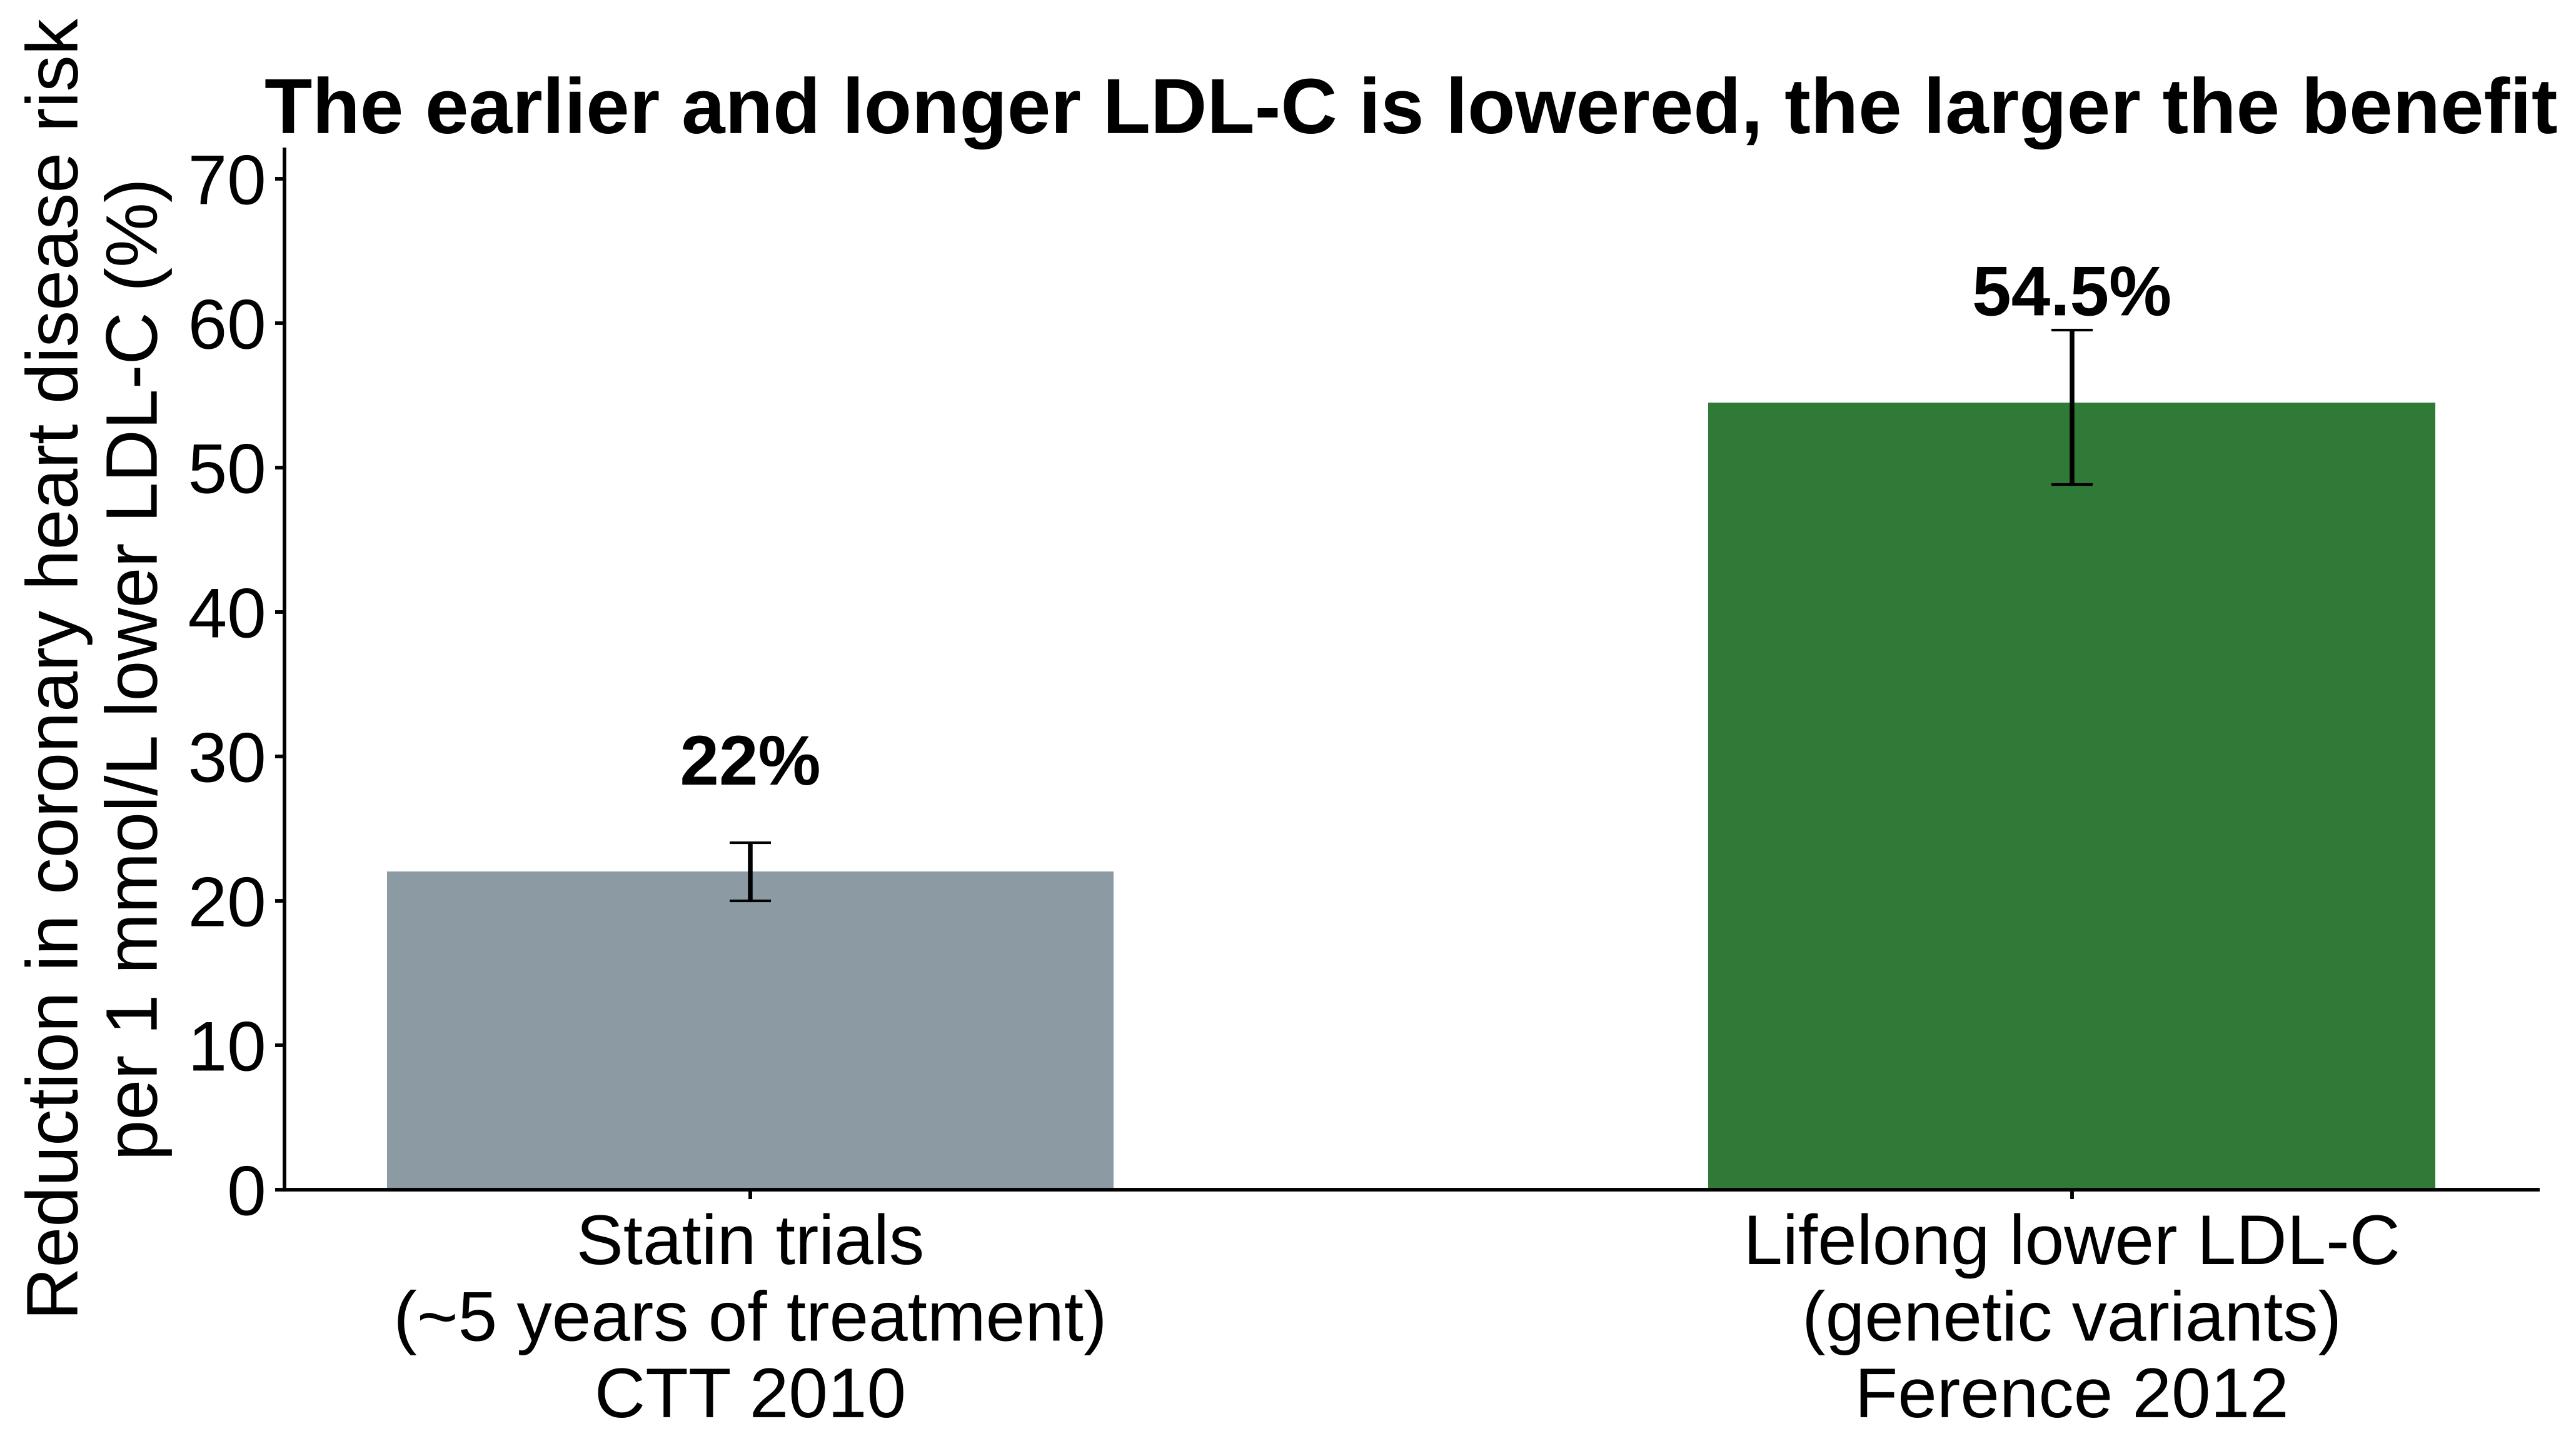 The earlier and longer LDL-C is lowered, the larger the benefit
Reduction in coronary heart disease risk
per 1 mmol/L lower LDL-C (%)
70
60
50
40
30
20
10
0
22%
54.5%
Statin trials
(~5 years of treatment)
CTT 2010
Lifelong lower LDL-C
(genetic variants)
Ference 2012